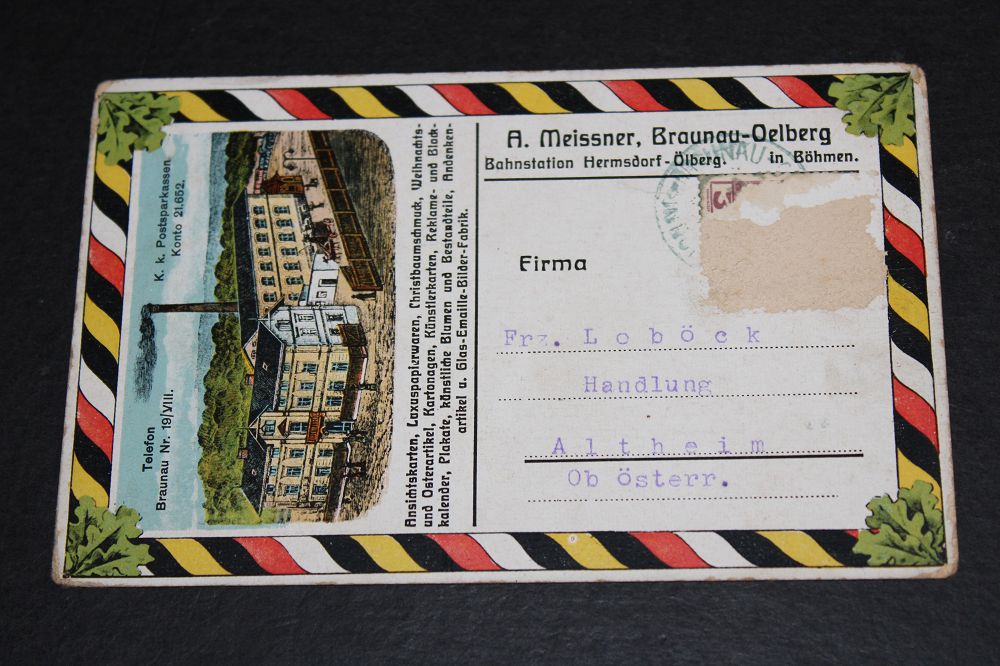 Telefon
Braunau Nr. 19/VIII.
K. k. Postsparkassen
Konto 21.652.
Ansichtskarten, Luxuspapierwaren, Christbaumschmuck, Weihnachts-
und Osterartikel, Kartonagen, Künstlerkarten, Reklame- und Block-
kalender, Plakate, künstliche Blumen und Bestandteile, Andenken-
artikel u. Glas-Emaille-Bilder-Fabrik.
A. Meissner, Braunau-Oelberg
Bahnstation Hermsdorf-Ölberg. in Böhmen.
3
Firma
Frz. Loböck
Handlung
Altheim
Ob österr.